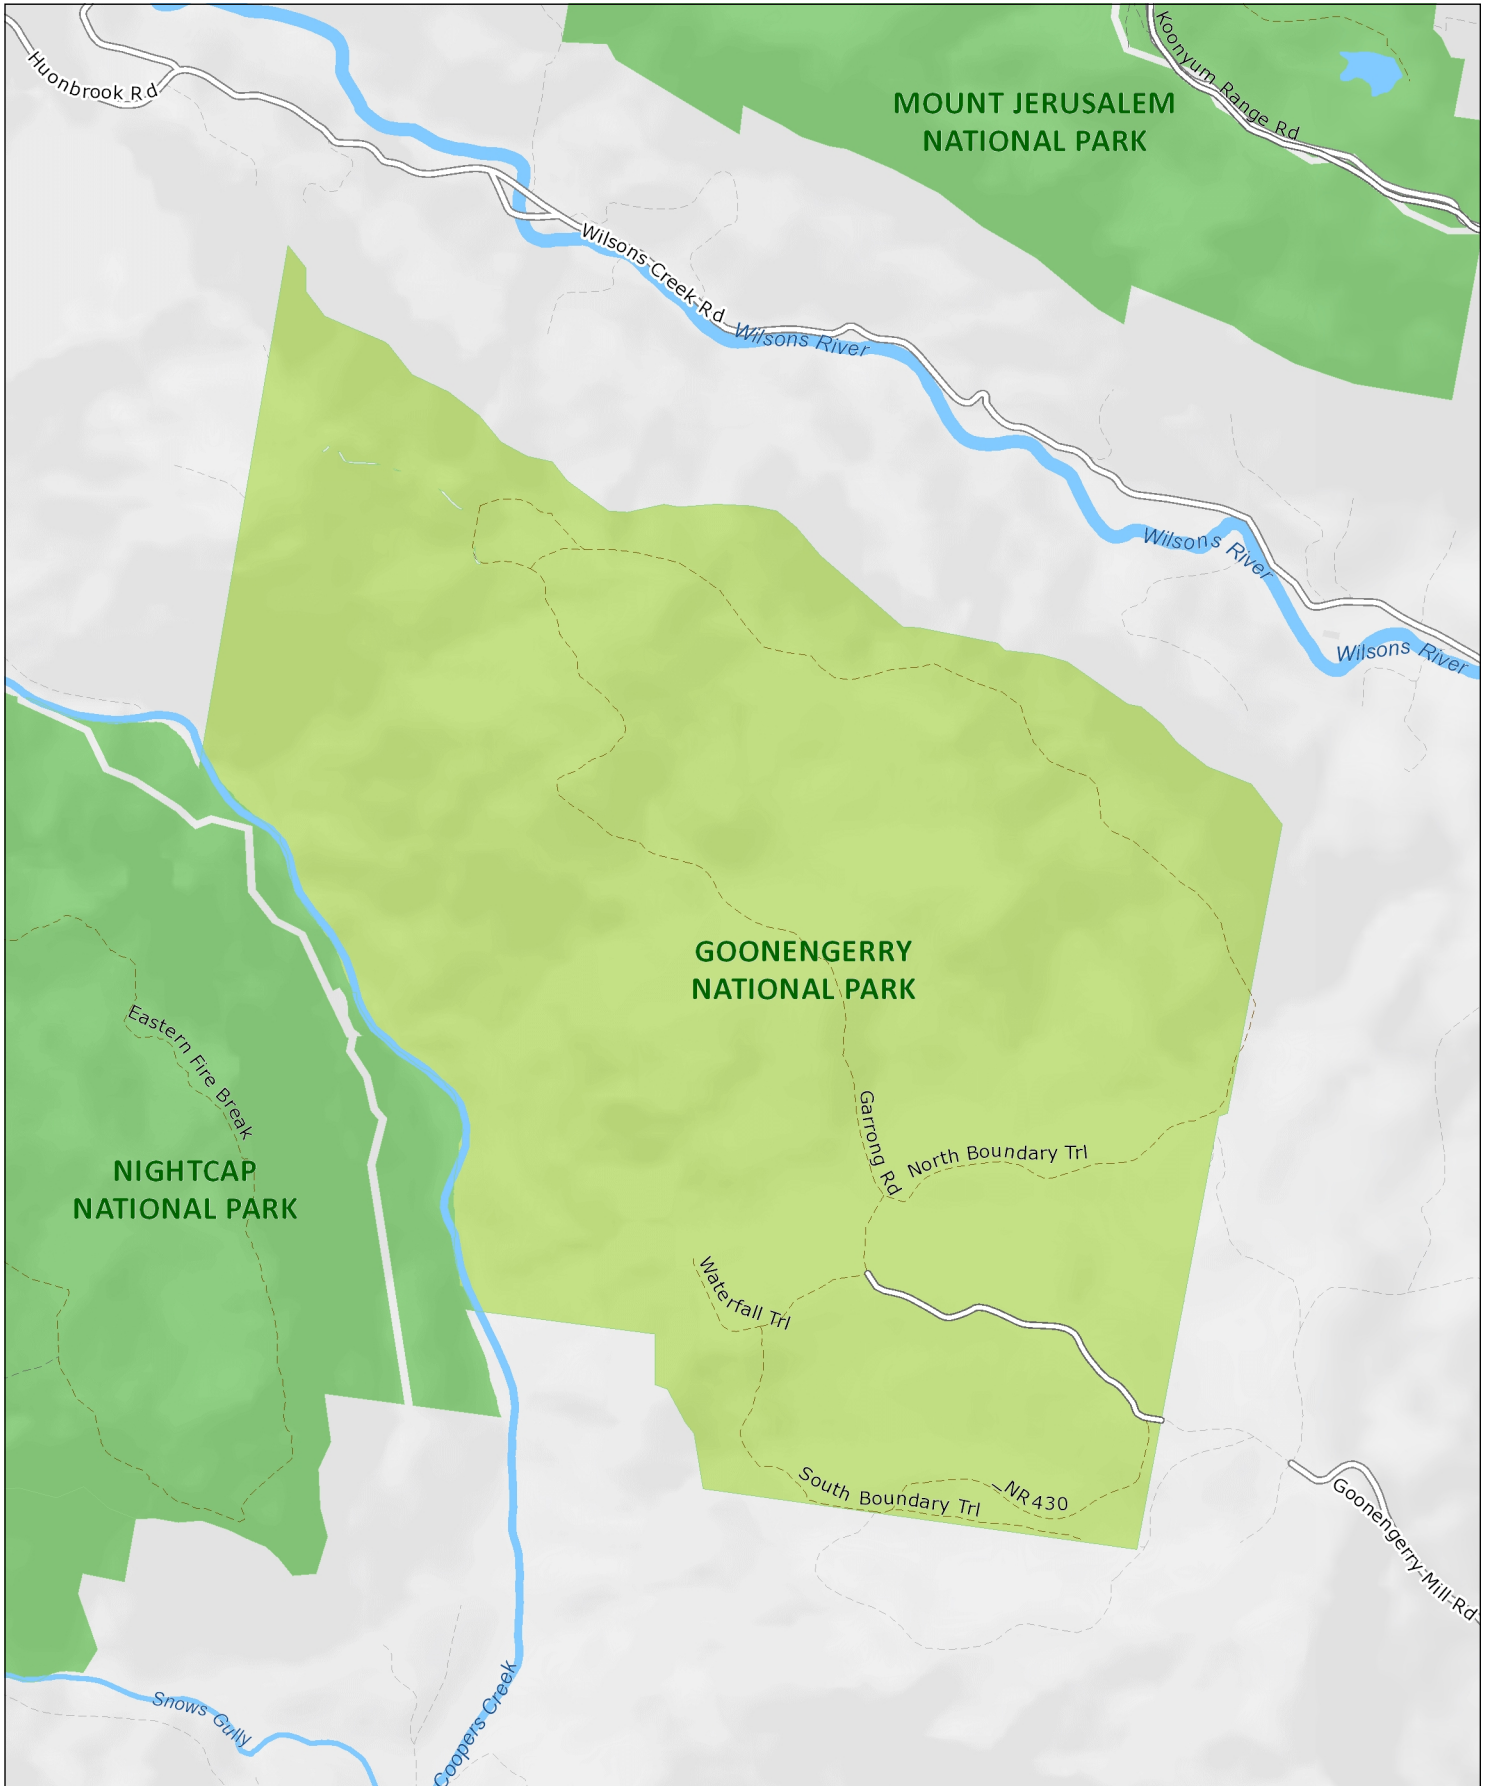 Huonbrook Rd
Koonyum Range Rd
MOUNT JERUSALEM
NATIONAL PARK
Wilsons Creek Rd
Wilsons River
Wilsons River
Wilsons River
GOONENGERRY
NATIONAL PARK
Eastern Fire Break
Garrong Rd
North Boundary Trl
NIGHTCAP
NATIONAL PARK
Waterfall Trl
South Boundary Trl
NR430
Goonengerry Mill Rd
Snows Gully
Coopers Creek